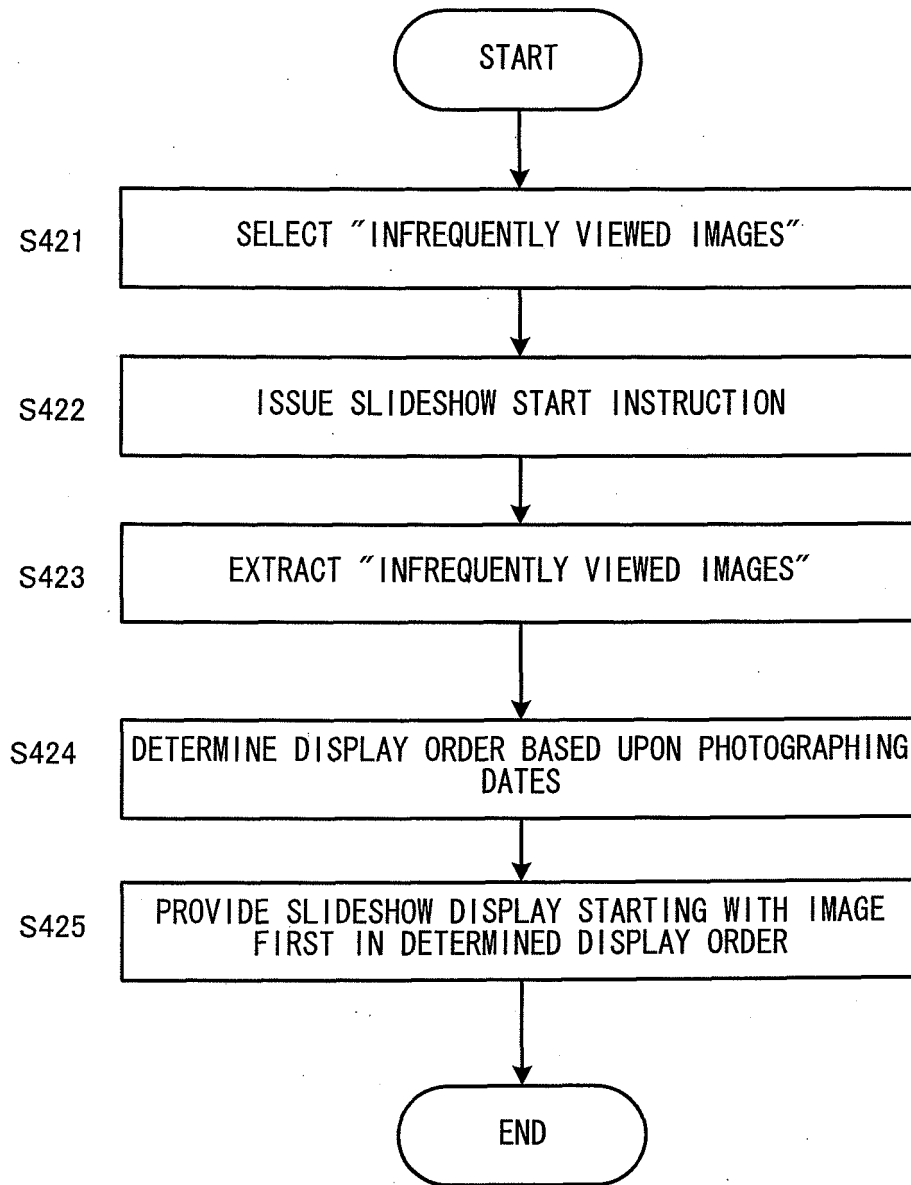 START
S421
SELECT "INFREQUENTLY VIEWED IMAGES"
S422
ISSUE SLIDESHOW START INSTRUCTION
S423
EXTRACT "INFREQUENTLY VIEWED IMAGES"
S424
DETERMINE DISPLAY ORDER BASED UPON PHOTOGRAPHING
DATES
S425
PROVIDE SLIDESHOW DISPLAY STARTING WITH IMAGE
FIRST IN DETERMINED DISPLAY ORDER
END